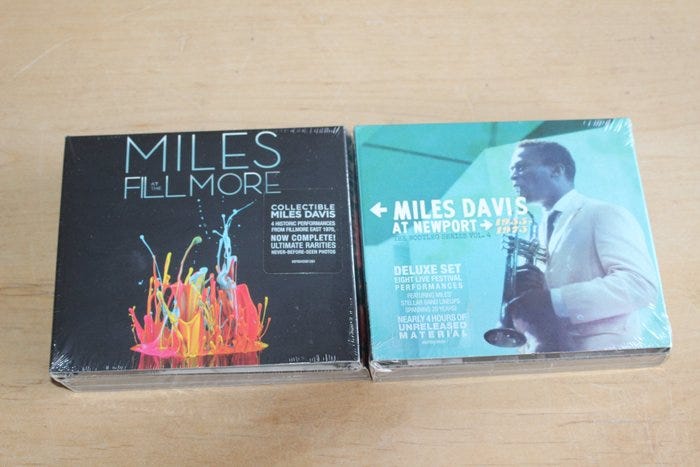 MILES
AT THE
FILLMORE
COLLECTIBLE
MILES DAVIS
4 HISTORIC PERFORMANCES
FROM FILLMORE EAST 1970,
NOW COMPLETE!
ULTIMATE RARITIES
NEVER-BEFORE-SEEN PHOTOS
MILES DAVIS
AT NEWPORT
1955
1975
THE BOOTLEG SERIES VOL. 4
DELUXE SET
EIGHT LIVE FESTIVAL
PERFORMANCES
FEATURING MILES'
STELLAR BAND LINEUPS
SPANNING 20 YEARS!
NEARLY 4 HOURS OF
UNRELEASED
MATERIAL